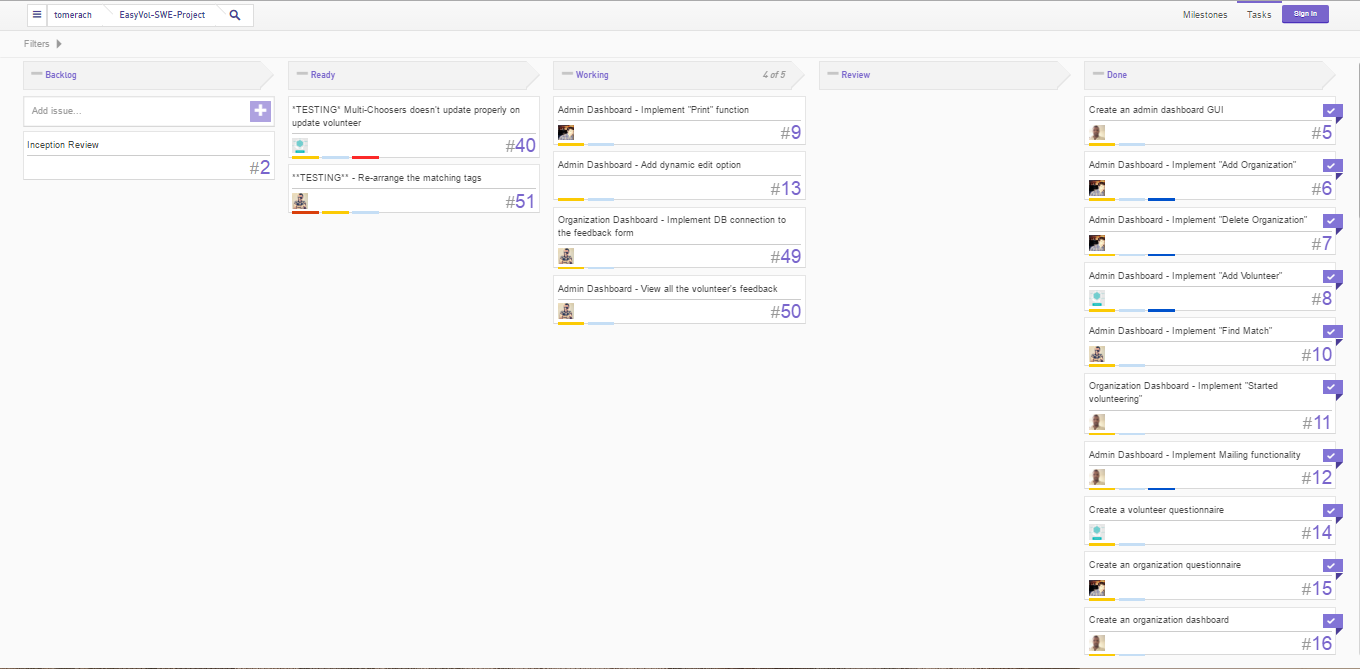 tomerach EasyVol-SWE-Project
Milestones Tasks Sign in
Filters
Backlog
Add issue...
Inception Review
#2
Ready
*TESTING* Multi-Choosers doesn't update properly on
update volunteer
#40
**TESTING** - Re-arrange the matching tags
#51
Working 4 of 5
Admin Dashboard - Implement "Print" function
#9
Admin Dashboard - Add dynamic edit option
#13
Organization Dashboard - Implement DB connection to
the feedback form
#49
Admin Dashboard - View all the volunteer's feedback
#50
Review
Done
Create an admin dashboard GUI
#5
Admin Dashboard - Implement "Add Organization"
#6
Admin Dashboard - Implement "Delete Organization"
#7
Admin Dashboard - Implement "Add Volunteer"
#8
Admin Dashboard - Implement "Find Match"
#10
Organization Dashboard - Implement "Started
volunteering"
#11
Admin Dashboard - Implement Mailing functionality
#12
Create a volunteer questionnaire
#14
Create an organization questionnaire
#15
Create an organization dashboard
#16